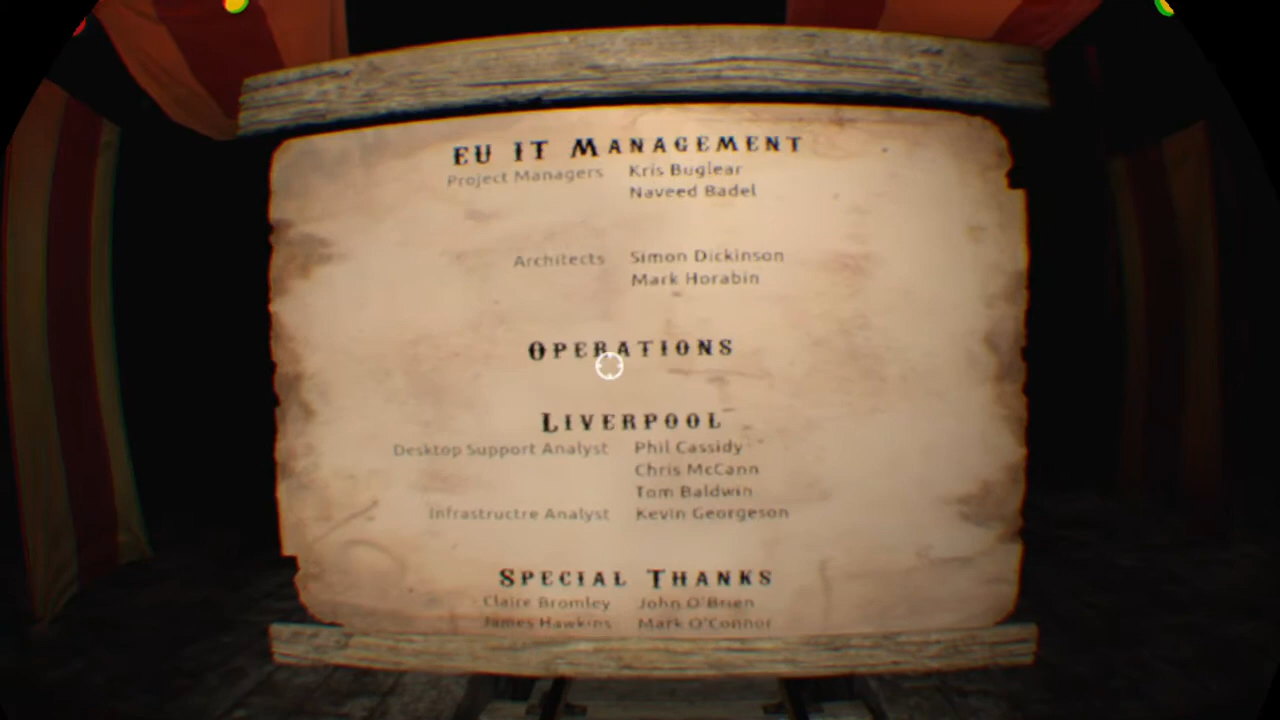 EU IT MANAGEMENT
Project Managers Kris Buglear
Naveed Badel
Architects Simon Dickinson
Mark Horabin
OPERATIONS
LIVERPOOL
Desktop Support Analyst Phil Cassidy
Chris McCann
Tom Baldwin
Infrastructre Analyst Kevin Georgeson
SPECIAL THANKS
Claire Bromley John O'Brien
James Hawkins Mark O'Connor